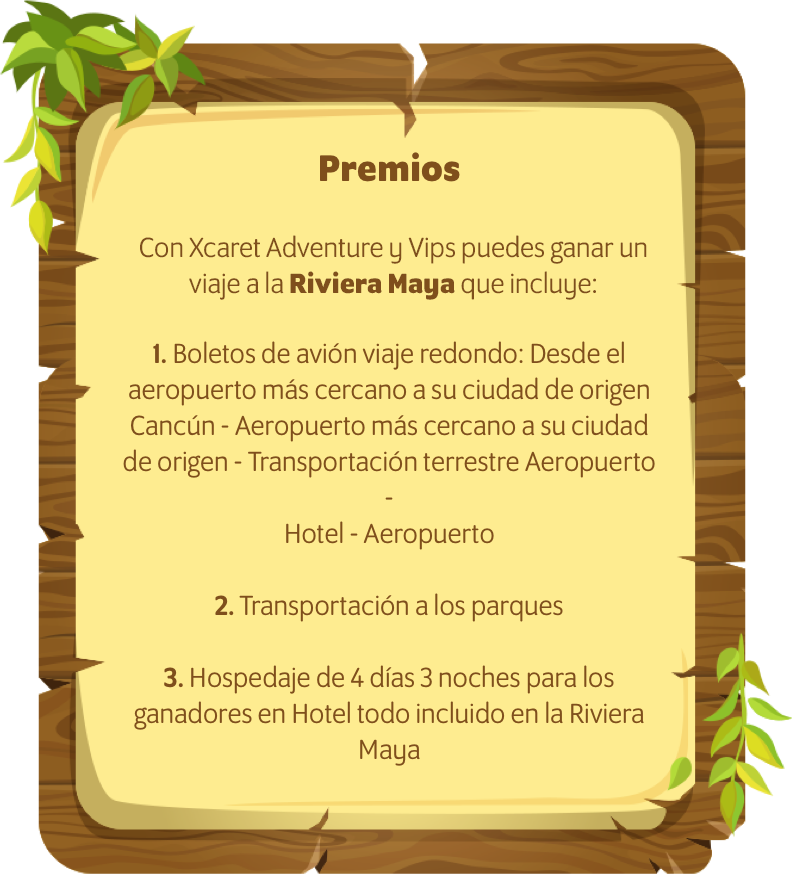 Premios
Con Xcaret Adventure y Vips puedes ganar un
viaje a la Riviera Maya que incluye:
1. Boletos de avión viaje redondo: Desde el
aeropuerto más cercano a su ciudad de origen
Cancún - Aeropuerto más cercano a su ciudad
de origen - Transportación terrestre Aeropuerto
-
Hotel - Aeropuerto
2. Transportación a los parques
3. Hospedaje de 4 días 3 noches para los
ganadores en Hotel todo incluido en la Riviera
Maya